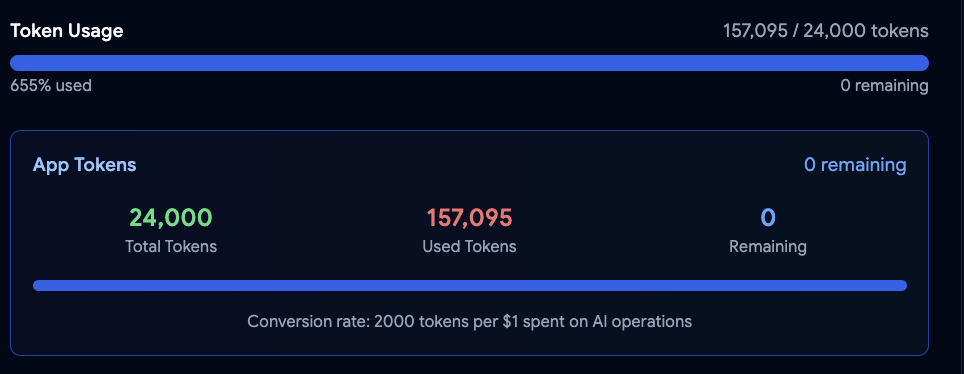 Token Usage 157,095 / 24,000 tokens
655% used 0 remaining
App Tokens 0 remaining
24,000 157,095 0
Total Tokens Used Tokens Remaining
Conversion rate: 2000 tokens per $1 spent on AI operations